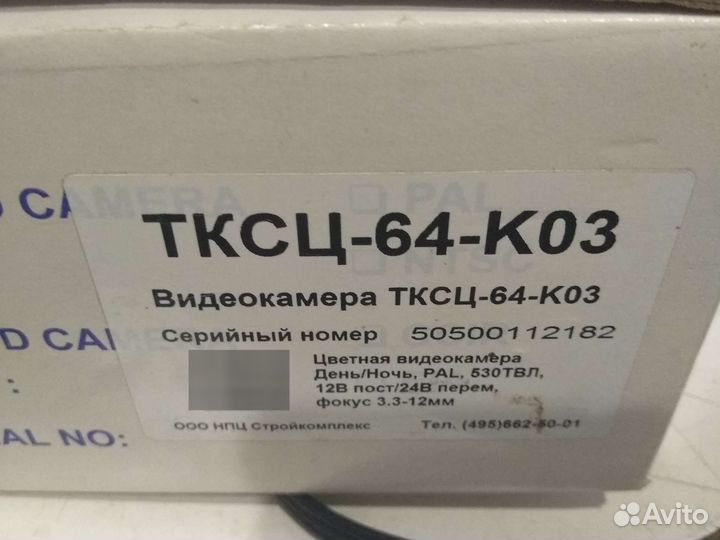 PAL
D CAMERA
ТКСЦ-64-К03
NTSC
Видеокамера ТКСЦ-64-К03
Серийный номер 50500112182
D CA
Цветная видеокамера
День/Ночь, PAL, 530ТВЛ,
12В пост/24В перем,
фокус 3.3-12мм
:
AL NO:
ООО НПЦ Стройкомплекс Тел. (495)662-50-01
Avito